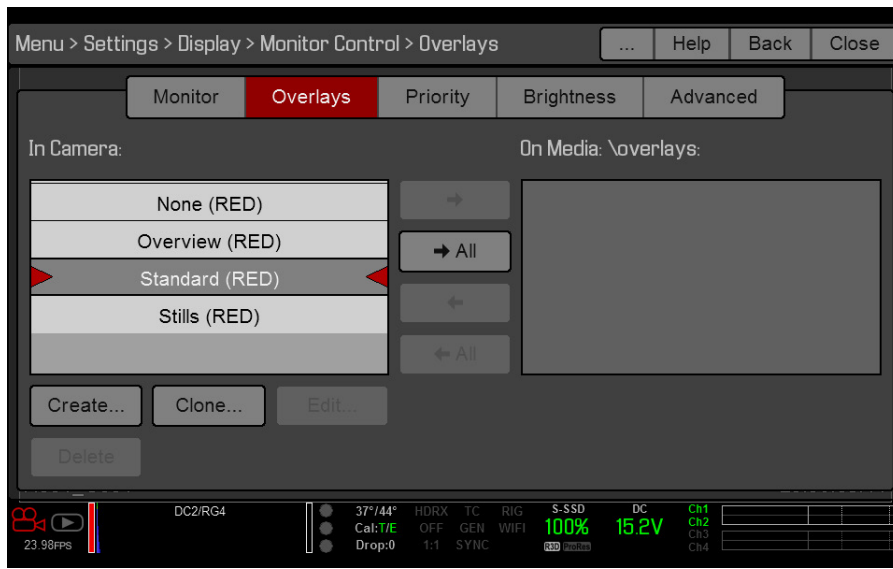 Menu > Settings > Display > Monitor Control > Overlays
... Help Back Close
Monitor Overlays Priority Brightness Advanced
In Camera: On Media: \overlays:
None (RED)
Overview (RED)
→ All
Standard (RED)
Stills (RED)
← All
Create... Clone... Edit...
Delete
DC2/RG4 37°/44° HDRX TC RIG S-SSD DC Ch1
Cal:T/E OFF GEN WIFI 100% 15.2V Ch2
23.98FPS Drop:0 1:1 SYNC R3D ProRes Ch3
Ch4